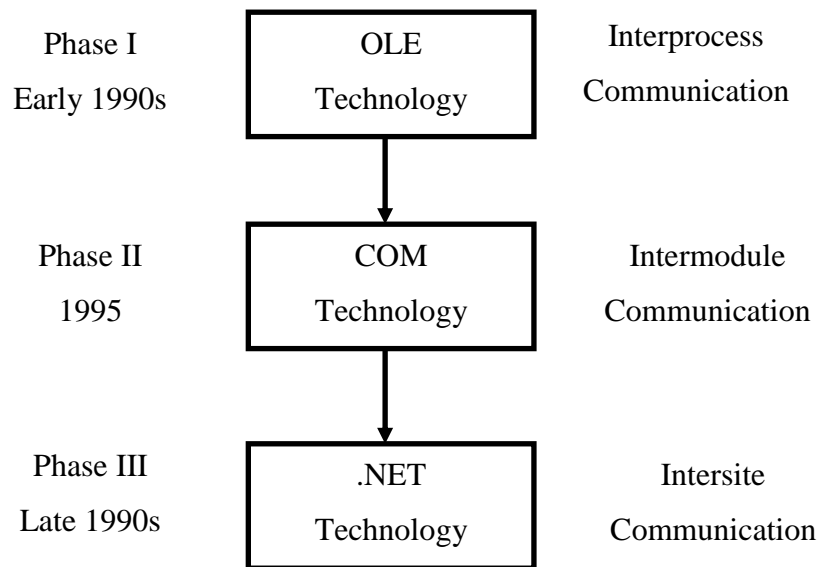 Phase I
Early 1990s
OLE
Technology
Interprocess
Communication
Phase II
1995
COM
Technology
Intermodule
Communication
Phase III
Late 1990s
.NET
Technology
Intersite
Communication